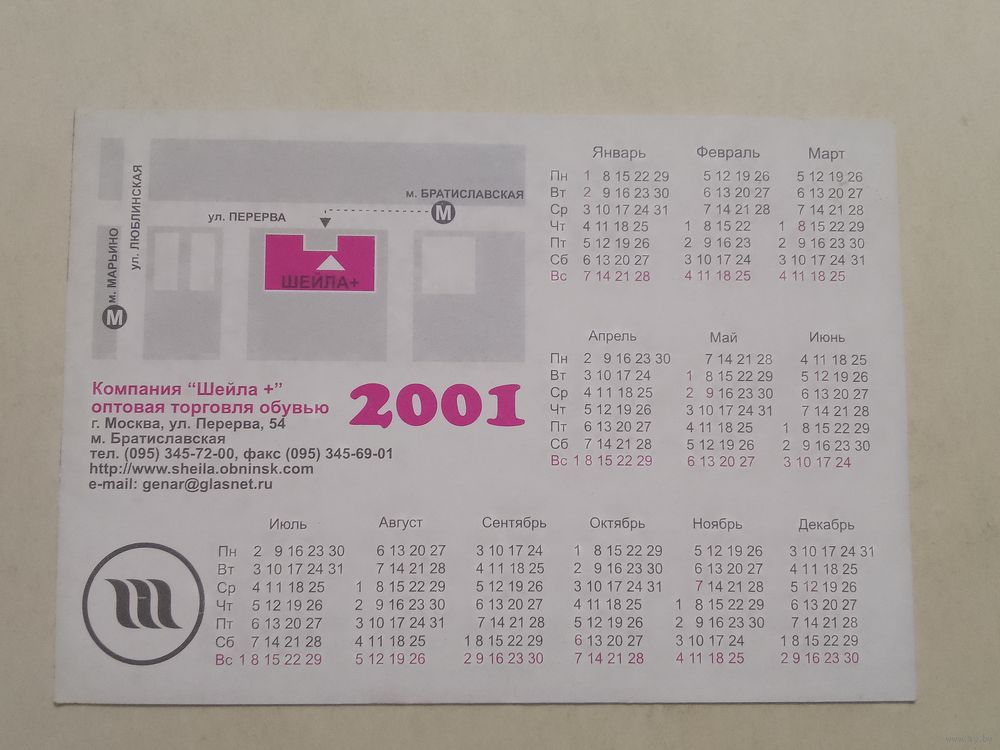 м. БРАТИСЛАВСКАЯ
ул. ПЕРЕРВА
ул. ЛЮБЛИНСКАЯ
м. МАРЬИНО
М
М
ШЕЙЛА+
Компания “Шейла +”
оптовая торговля обувью
г. Москва, ул. Перерва, 54
м. Братиславская
тел. (095) 345-72-00, факс (095) 345-69-01
http://www.sheila.obninsk.com
e-mail: genar@glasnet.ru
2001
Январь Февраль Март
Пн 1 8 15 22 29 5 12 19 26 5 12 19 26
Вт 2 9 16 23 30 6 13 20 27 6 13 20 27
Ср 3 10 17 24 31 7 14 21 28 7 14 21 28
Чт 4 11 18 25 1 8 15 22 1 8 15 22 29
Пт 5 12 19 26 2 9 16 23 2 9 16 23 30
Сб 6 13 20 27 3 10 17 24 3 10 17 24 31
Вс 7 14 21 28 4 11 18 25 4 11 18 25
Апрель Май Июнь
Пн 2 9 16 23 30 7 14 21 28 4 11 18 25
Вт 3 10 17 24 1 8 15 22 29 5 12 19 26
Ср 4 11 18 25 2 9 16 23 30 6 13 20 27
Чт 5 12 19 26 3 10 17 24 31 7 14 21 28
Пт 6 13 20 27 4 11 18 25 1 8 15 22 29
Сб 7 14 21 28 5 12 19 26 2 9 16 23 30
Вс 1 8 15 22 29 6 13 20 27 3 10 17 24
Июль Август Сентябрь Октябрь Ноябрь Декабрь
Пн 2 9 16 23 30 6 13 20 27 3 10 17 24 1 8 15 22 29 5 12 19 26 3 10 17 24 31
Вт 3 10 17 24 31 7 14 21 28 4 11 18 25 2 9 16 23 30 6 13 20 27 4 11 18 25
Ср 4 11 18 25 1 8 15 22 29 5 12 19 26 3 10 17 24 31 7 14 21 28 5 12 19 26
Чт 5 12 19 26 2 9 16 23 30 6 13 20 27 4 11 18 25 1 8 15 22 29 6 13 20 27
Пт 6 13 20 27 3 10 17 24 31 7 14 21 28 5 12 19 26 2 9 16 23 30 7 14 21 28
Сб 7 14 21 28 4 11 18 25 1 8 15 22 29 6 13 20 27 3 10 17 24 1 8 15 22 29
Вс 1 8 15 22 29 5 12 19 26 2 9 16 23 30 7 14 21 28 4 11 18 25 2 9 16 23 30